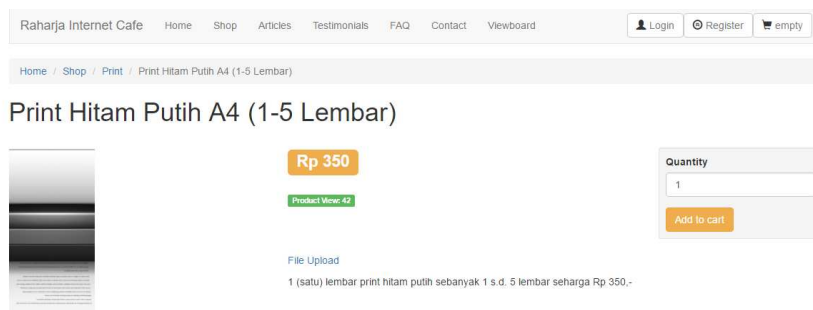 Raharja Internet Cafe Home Shop Articles Testimonials FAQ Contact Viewboard Login Register empty
Home / Shop / Print / Print Hitam Putih A4 (1-5 Lembar)
Print Hitam Putih A4 (1-5 Lembar)
Rp 350
Product View: 42
File Upload
1 (satu) lembar print hitam putih sebanyak 1 s.d. 5 lembar seharga Rp 350,-
Quantity
1
Add to cart